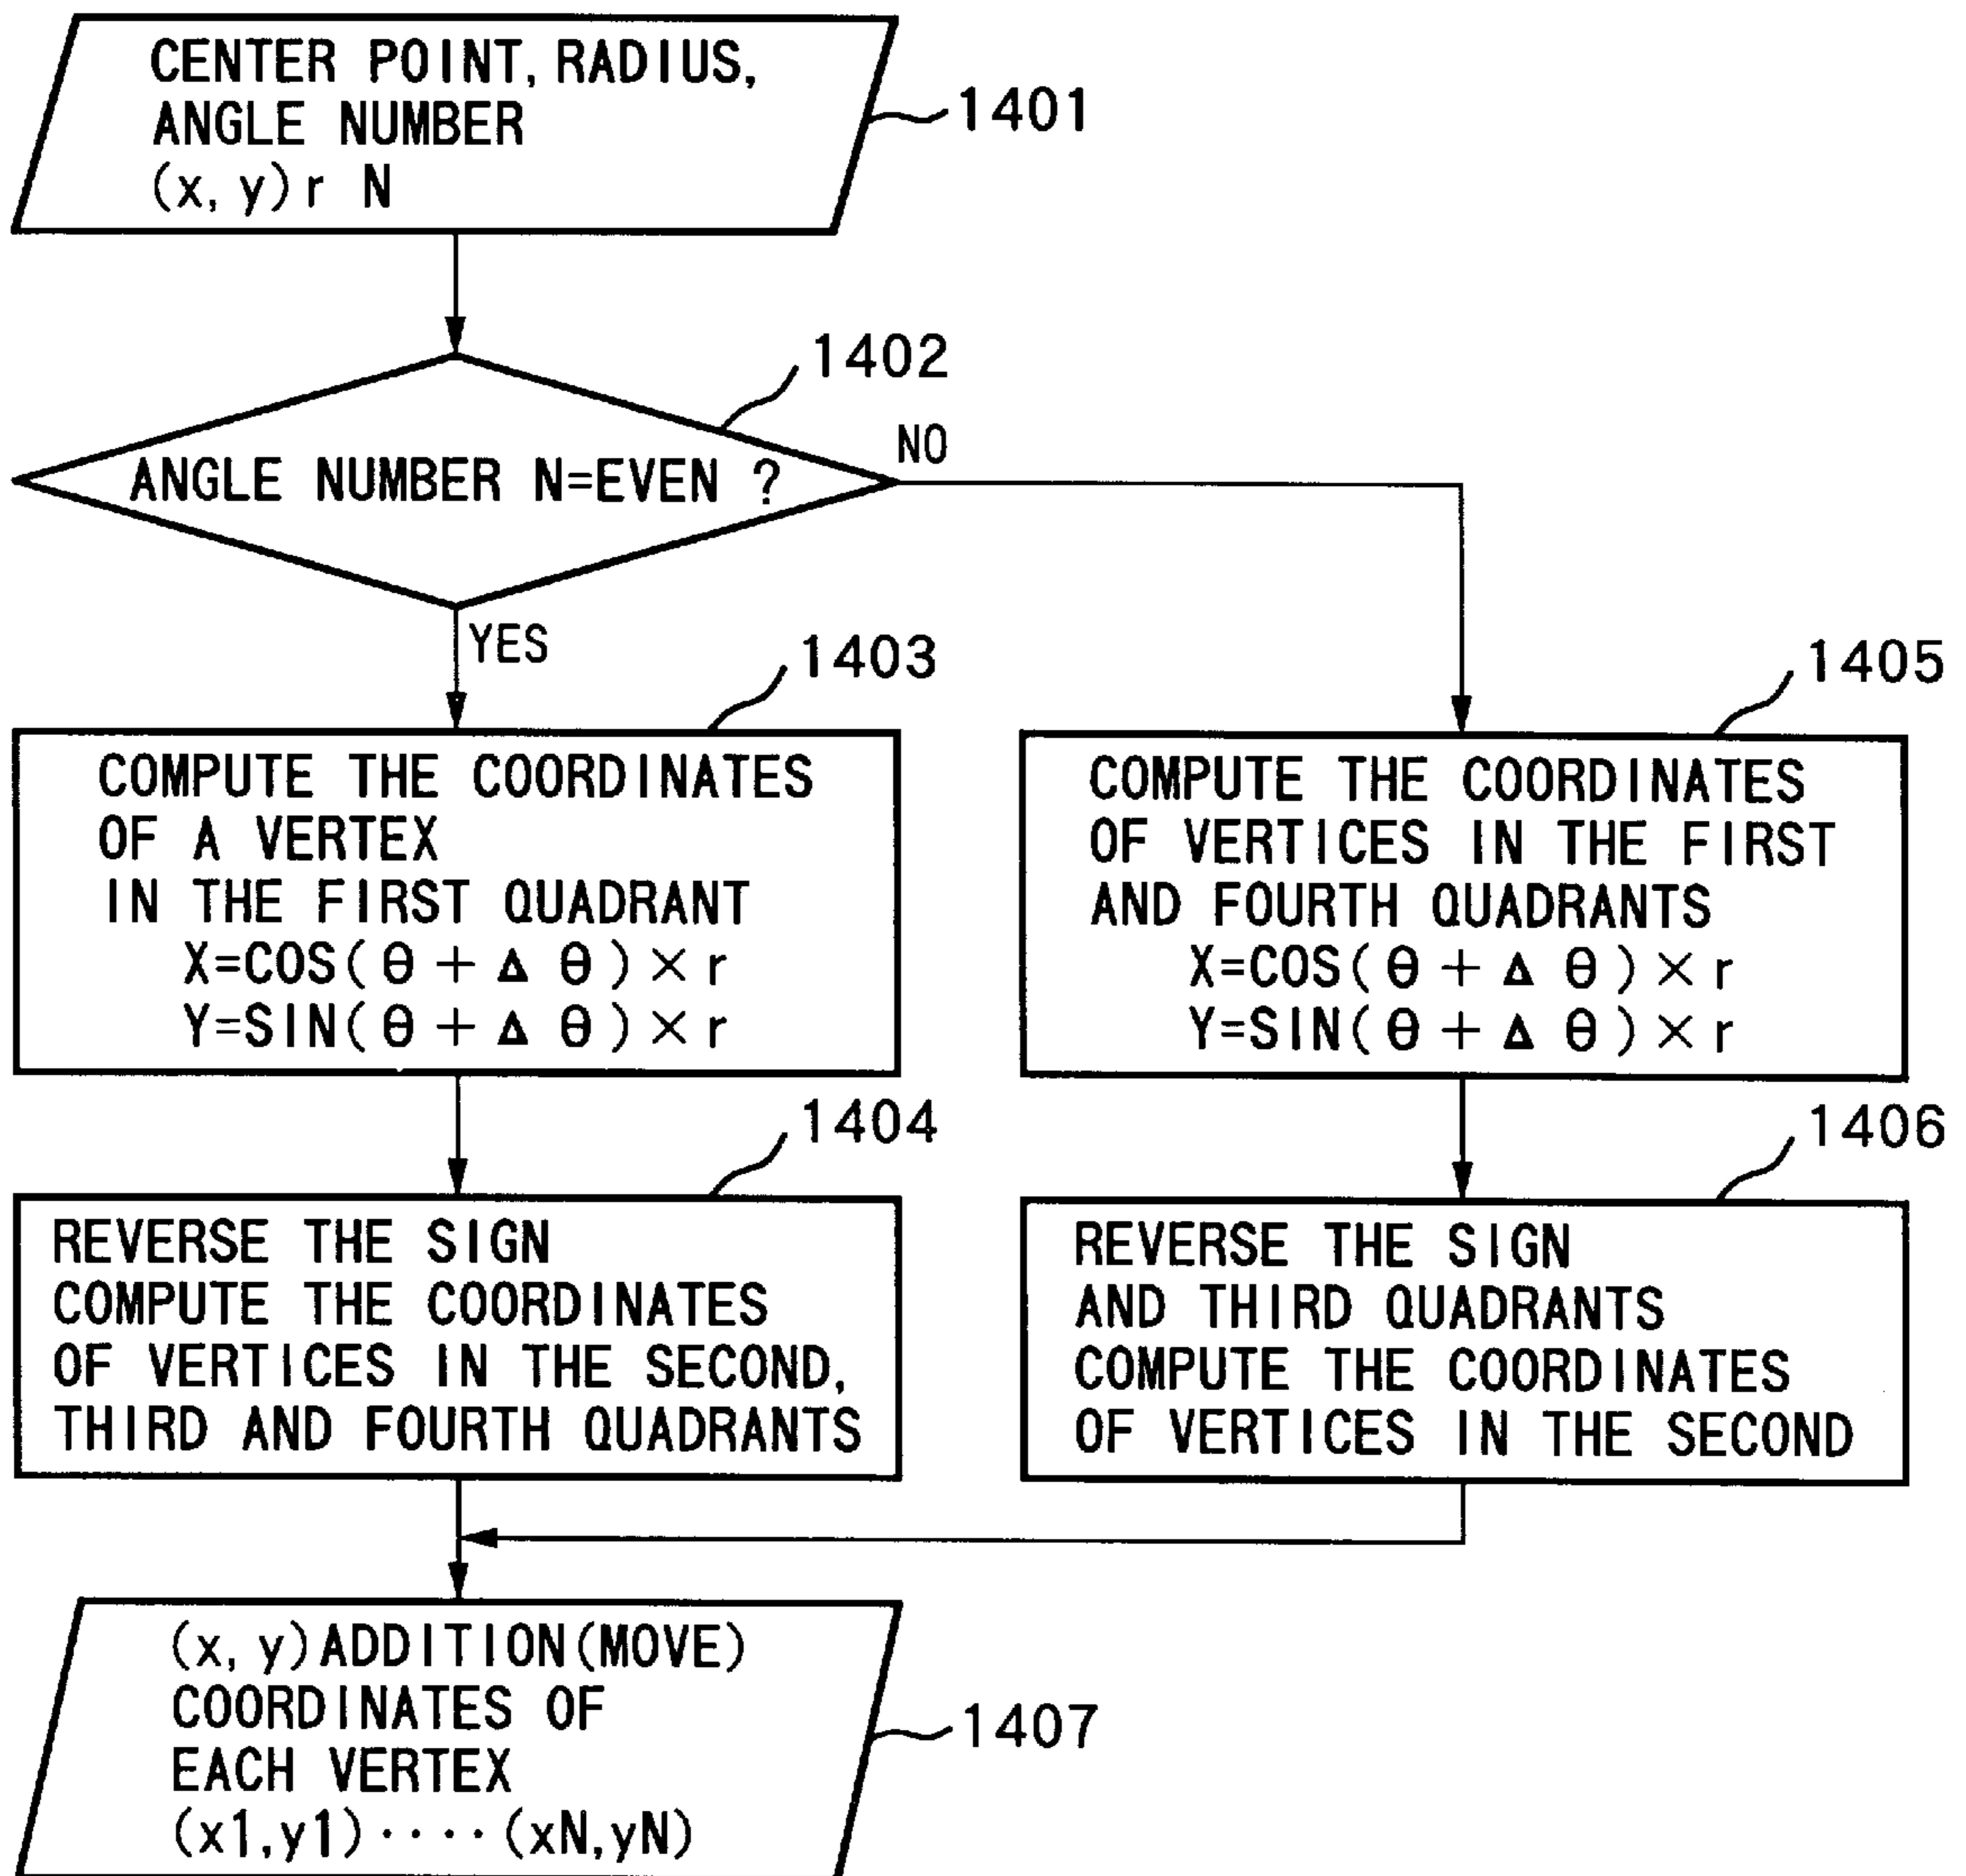 CENTER POINT, RADIUS,
ANGLE NUMBER
(x, y) r N
1401
1402
ANGLE NUMBER N=EVEN ?
NO
YES
1403
COMPUTE THE COORDINATES
OF A VERTEX
IN THE FIRST QUADRANT
X=COS(θ + Δ θ) × r
Y=SIN(θ + Δ θ) × r
1405
COMPUTE THE COORDINATES
OF VERTICES IN THE FIRST
AND FOURTH QUADRANTS
X=COS(θ + Δ θ) × r
Y=SIN(θ + Δ θ) × r
1404
REVERSE THE SIGN
COMPUTE THE COORDINATES
OF VERTICES IN THE SECOND,
THIRD AND FOURTH QUADRANTS
1406
REVERSE THE SIGN
AND THIRD QUADRANTS
COMPUTE THE COORDINATES
OF VERTICES IN THE SECOND
(x, y) ADDITION(MOVE)
COORDINATES OF
EACH VERTEX
(x1,y1)····(xN,yN)
1407